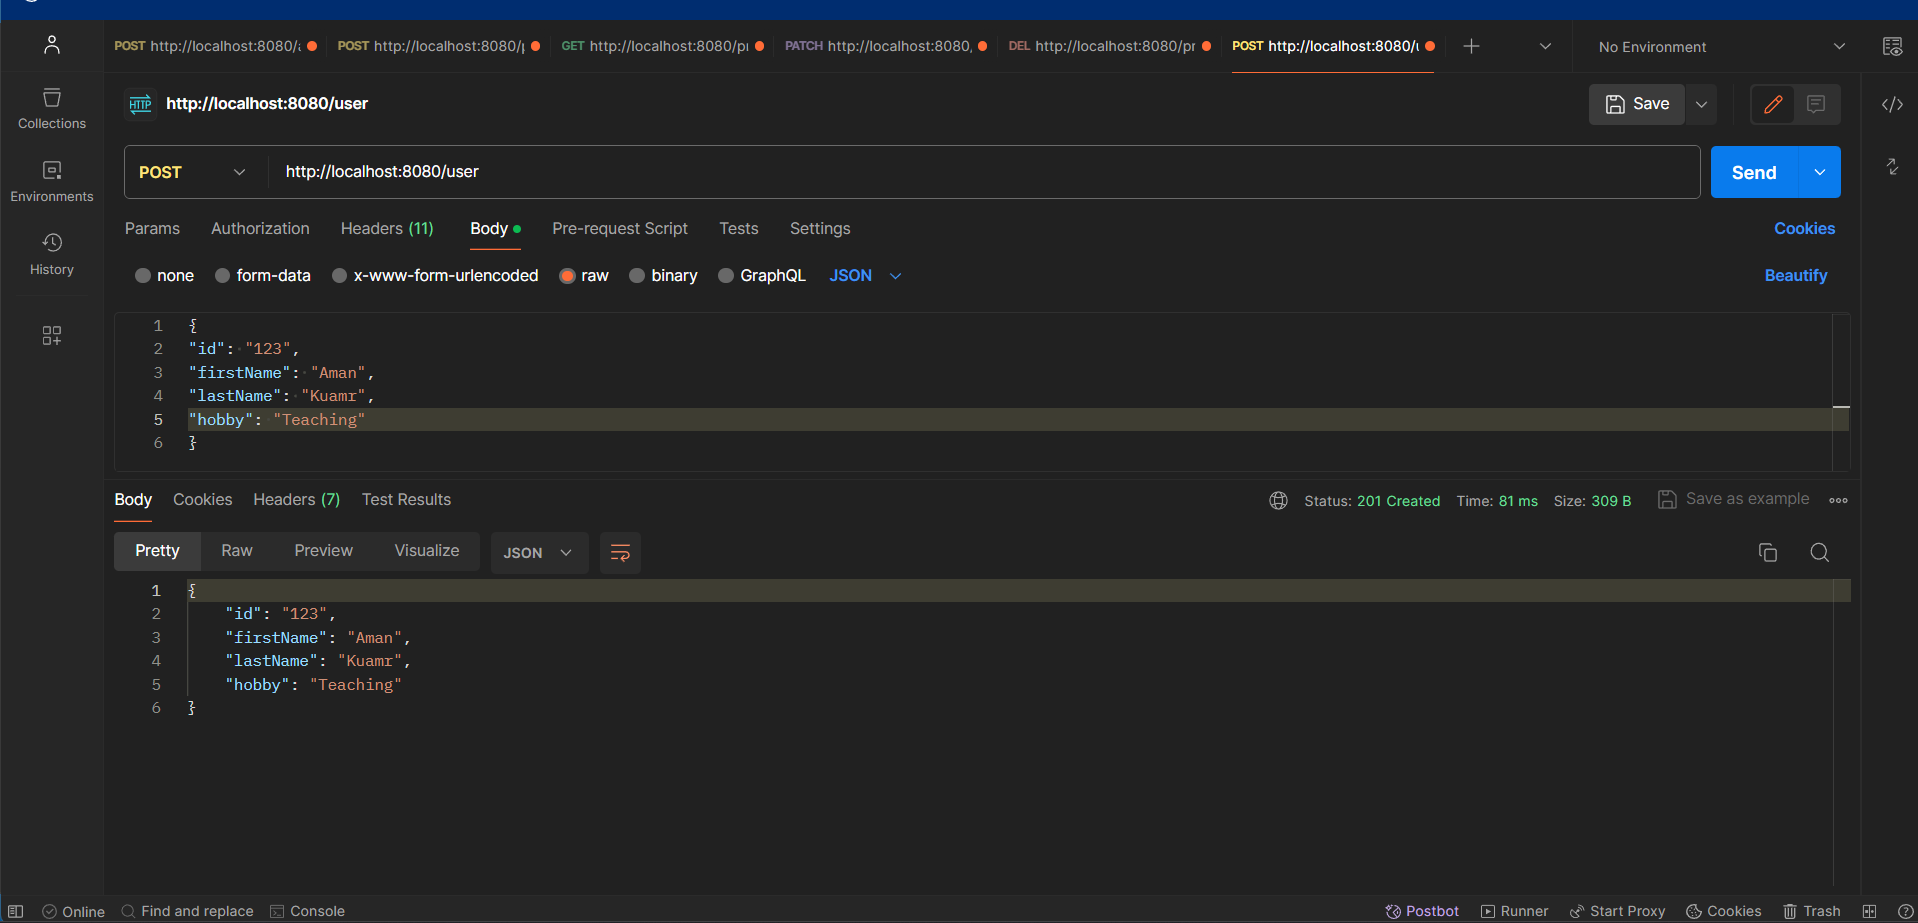 POST http://localhost:8080/
POST http://localhost:8080/
GET http://localhost:8080/pr
PATCH http://localhost:8080,
DEL http://localhost:8080/pr
POST http://localhost:8080/
No Environment
HTTP http://localhost:8080/user
Save
Collections
Environments
History
POST http://localhost:8080/user
Send
Params Authorization Headers (11) Body Pre-request Script Tests Settings Cookies
none form-data x-www-form-urlencoded raw binary GraphQL JSON Beautify
1 {
2 "id": "123",
3 "firstName": "Aman",
4 "lastName": "Kuamr",
5 "hobby": "Teaching"
6 }
Body Cookies Headers (7) Test Results Status: 201 Created Time: 81 ms Size: 309 B Save as example
Pretty Raw Preview Visualize JSON
1 {
2 "id": "123",
3 "firstName": "Aman",
4 "lastName": "Kuamr",
5 "hobby": "Teaching"
6 }
Online Find and replace Console Postbot Runner Start Proxy Cookies Trash